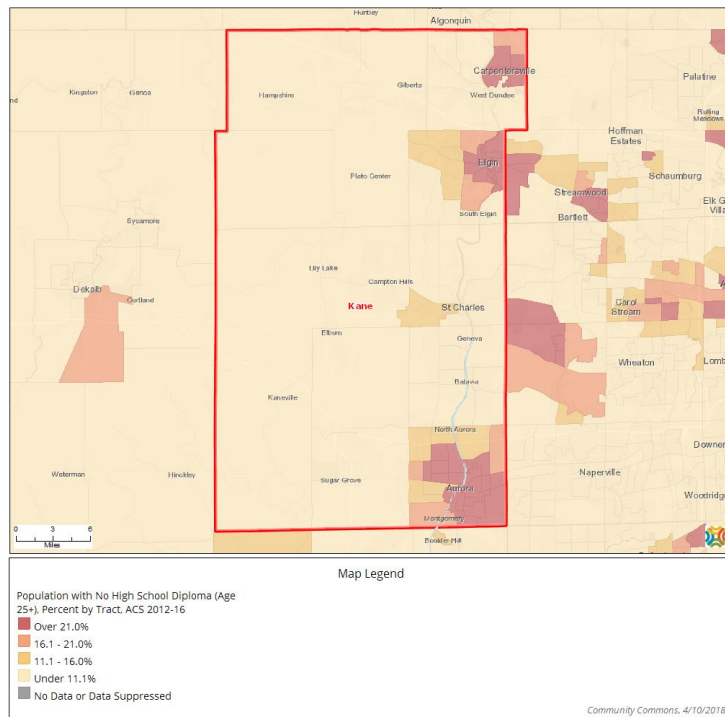 Huntley
Algonquin
Carpentersville
Palatine
Kingston
Genoa
Hampshire
Gilberts
West Dundee
nd
Rolling
Meadows
Hoffman
Estates
Elgin
Plato Center
Schaumburg
Streamwood
Elk G
Villa
Bartlett
South Elgin
Sycamore
Lily Lake
Campton Hills
Dekalb
Cortland
Kane
St Charles
Carol
Stream
Elburn
Geneva
Wheaton
Lomb
Batavia
Kaneville
North Aurora
Downer
Waterman
Hinckley
Sugar Grove
Aurora
Naperville
Woodridge
Montgomery
Boulder Hill
0 3 6
Miles
Map Legend
Population with No High School Diploma (Age
25+), Percent by Tract, ACS 2012-16
Over 21.0%
16.1 - 21.0%
11.1 - 16.0%
Under 11.1%
No Data or Data Suppressed
Community Commons, 4/10/2018